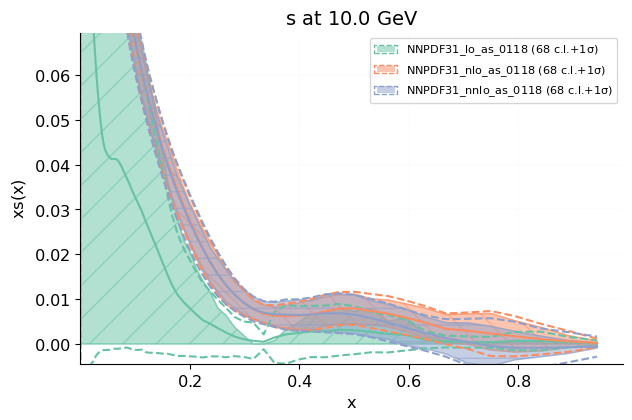 s at 10.0 GeV
NNPDF31_lo_as_0118 (68 c.l.+1σ)
NNPDF31_nlo_as_0118 (68 c.l.+1σ)
NNPDF31_nnlo_as_0118 (68 c.l.+1σ)
xs(x)
0.06
0.05
0.04
0.03
0.02
0.01
0.00
0.2 0.4 0.6 0.8
x